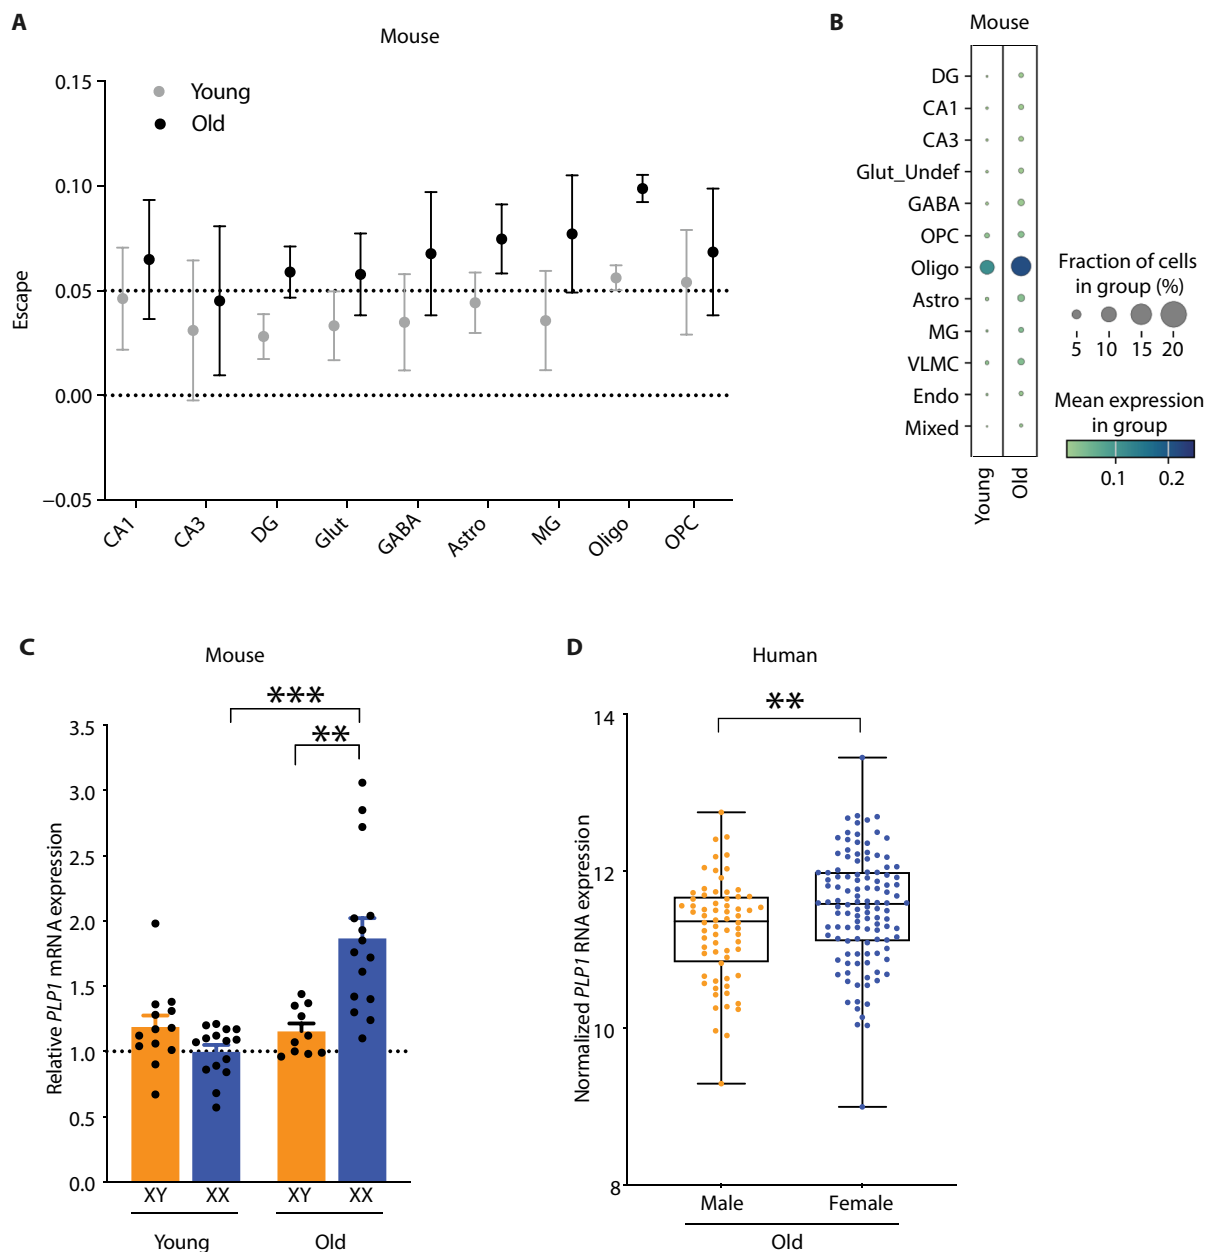 A
Mouse
Young
Old
Escape
0.15
0.10
0.05
0.00
−0.05
CA1
CA3
DG
Glut
GABA
Astro
MG
Oligo
OPC
B
Mouse
DG
CA1
CA3
Glut_Undef
GABA
OPC
Oligo
Astro
MG
VLMC
Endo
Mixed
Young
Old
Fraction of cells
in group (%)
5 10 15 20
Mean expression
in group
0.1 0.2
C
Mouse
***
**
Relative PLP1 mRNA expression
3.5
3.0
2.5
2.0
1.5
1.0
0.5
0.0
XY XX XY XX
Young Old
D
Human
**
Normalized PLP1 RNA expression
14
12
10
8
Male Female
Old